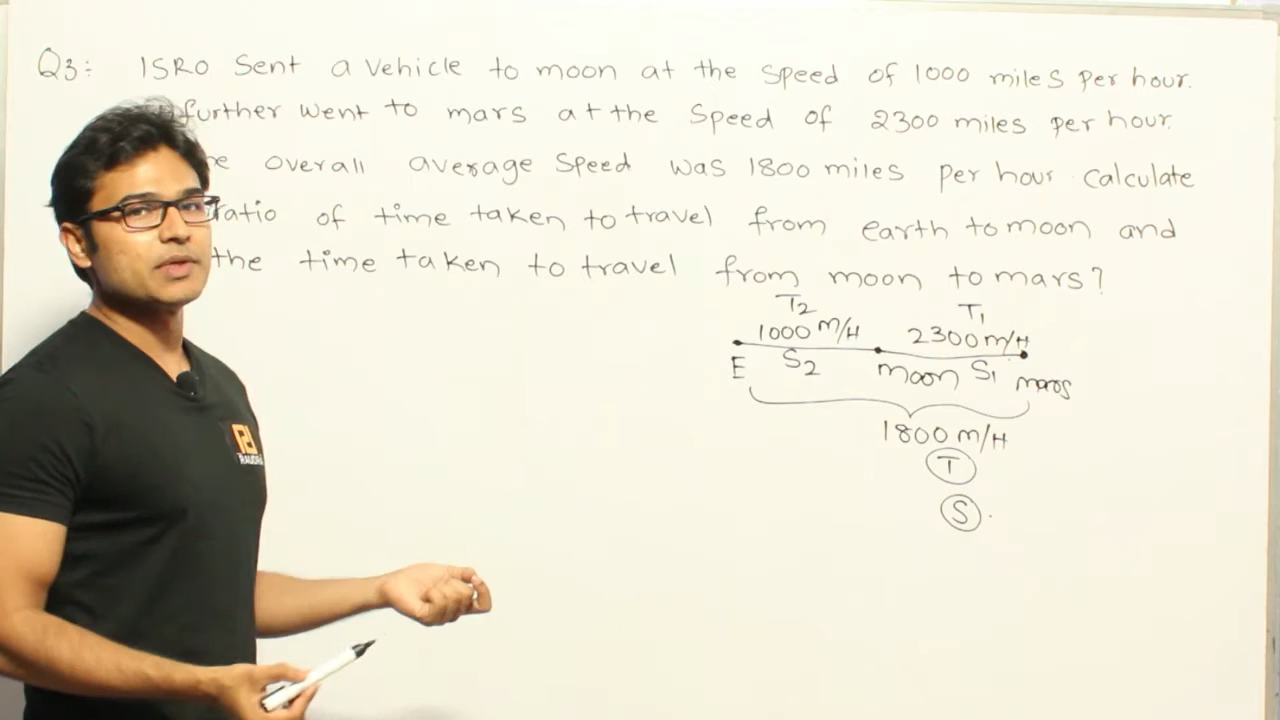 Q3: ISRO Sent a vehicle to moon at the speed of 1000 miles per hour.
further went to mars at the Speed of 2300 miles per hour.
overall average Speed was 1800 miles per hour. Calculate
ratio of time taken to travel from earth to moon and
the time taken to travel from moon to mars?
T2 T1
1000 M/H 2300 m/H
E S2 moon S1 mars
1800 m/H
T
S